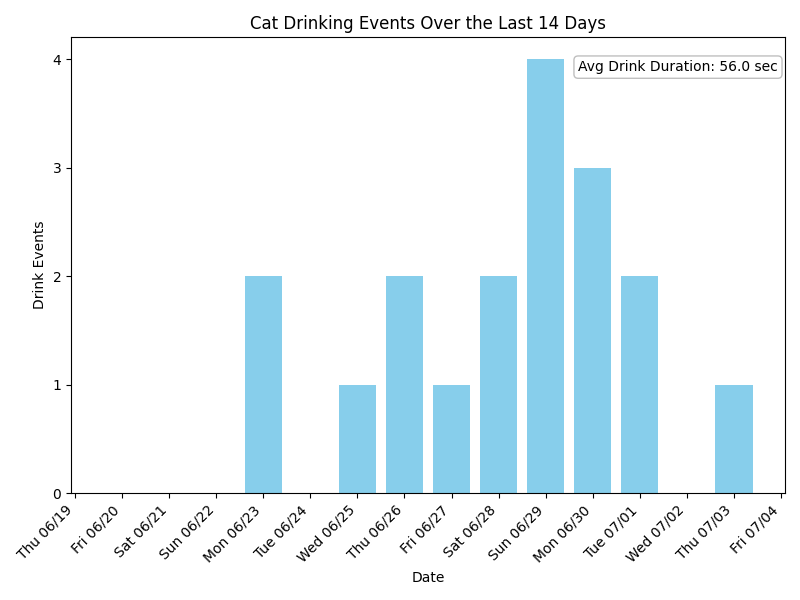 Cat Drinking Events Over the Last 14 Days
Avg Drink Duration: 56.0 sec
Drink Events
4
3
2
1
0
Thu 06/19
Fri 06/20
Sat 06/21
Sun 06/22
Mon 06/23
Tue 06/24
Wed 06/25
Thu 06/26
Fri 06/27
Sat 06/28
Sun 06/29
Mon 06/30
Tue 07/01
Wed 07/02
Thu 07/03
Fri 07/04
Date